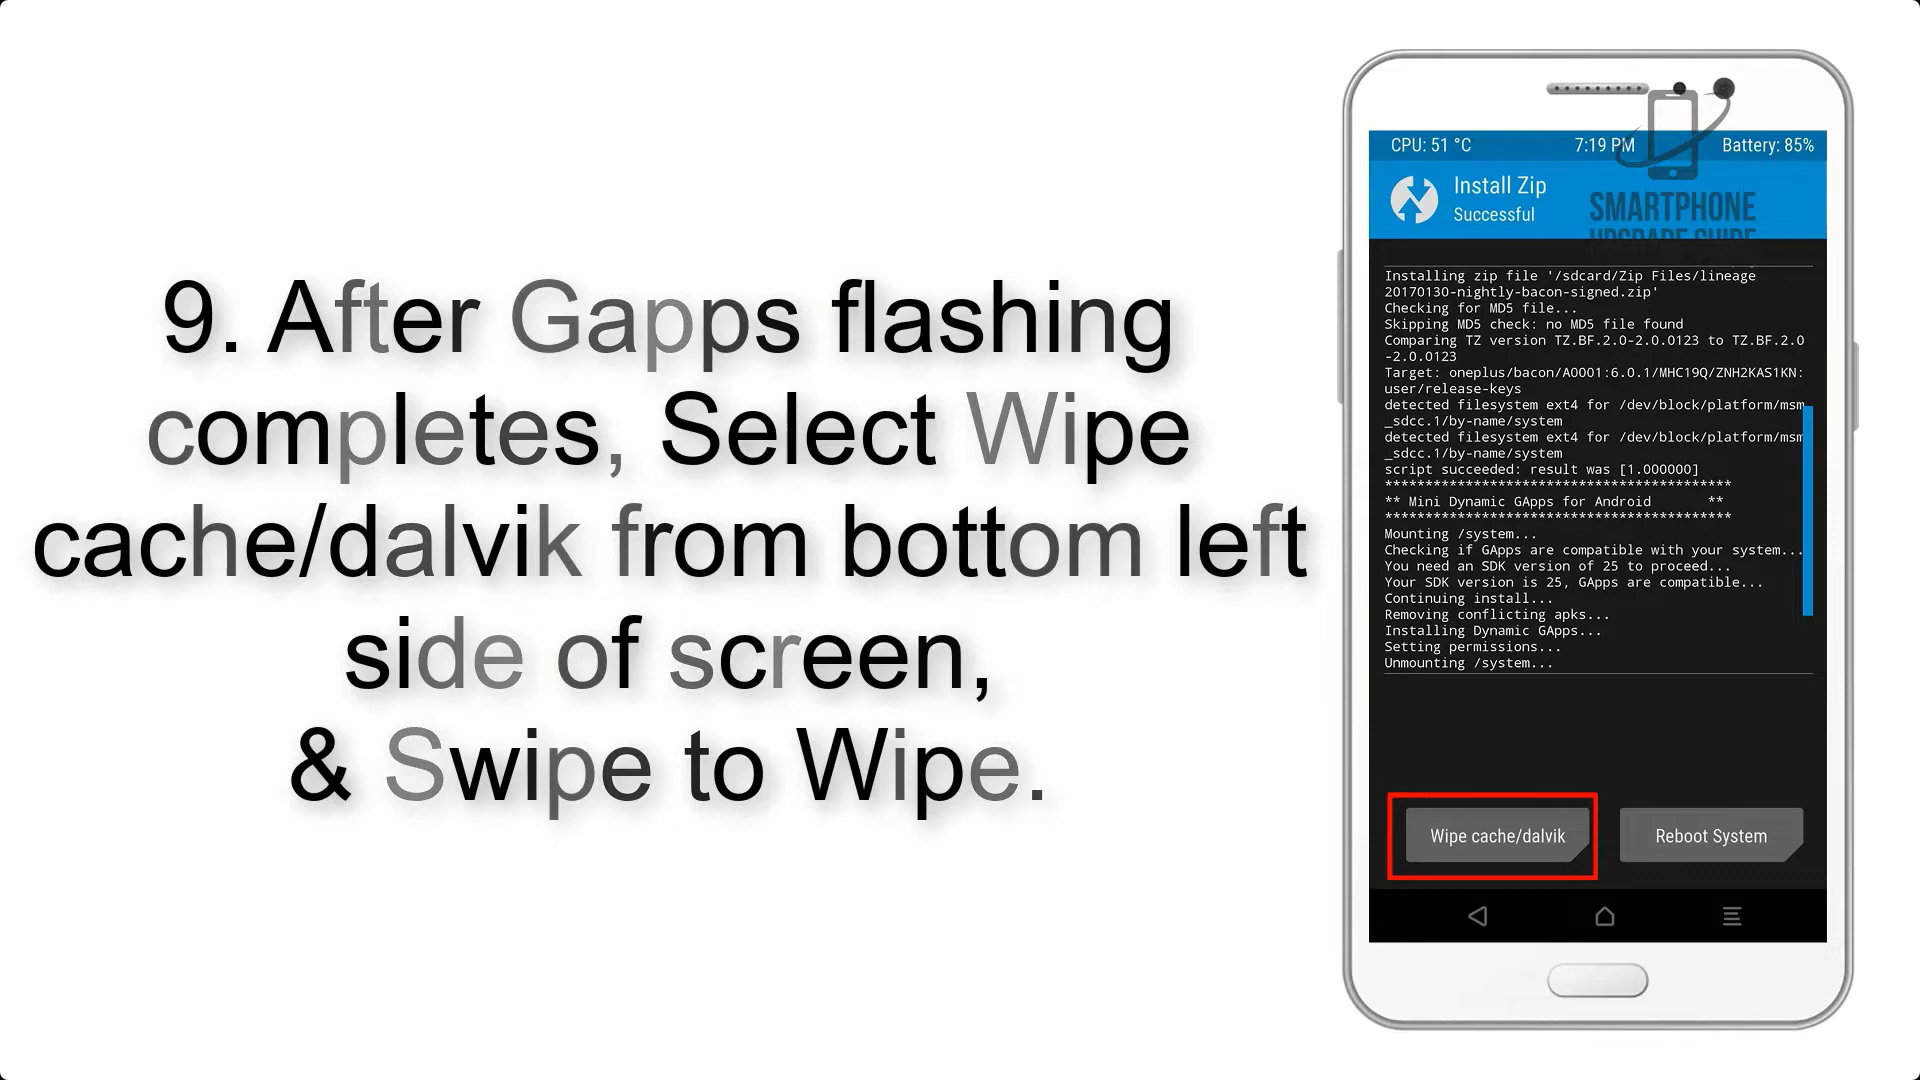 9. After Gapps flashing
completes, Select Wipe
cache/dalvik from bottom left
side of screen,
& Swipe to Wipe.
CPU: 51 °C 7:19 PM Battery: 85%
Install Zip
Successful
SMARTPHONE
UPGRADE GUIDE
Installing zip file '/sdcard/Zip Files/lineage
20170130-nightly-bacon-signed.zip'
Checking for MD5 file...
Skipping MD5 check: no MD5 file found
Comparing TZ version TZ.BF.2.0-2.0.0123 to TZ.BF.2.0
-2.0.0123
Target: oneplus/bacon/A0001:6.0.1/MHC19Q/ZNH2KAS1KN:
user/release-keys
detected filesystem ext4 for /dev/block/platform/msm
_sdcc.1/by-name/system
detected filesystem ext4 for /dev/block/platform/msm
_sdcc.1/by-name/system
script succeeded: result was [1.000000]
*******************************************
** Mini Dynamic GApps for Android **
*******************************************
Mounting /system...
Checking if GApps are compatible with your system...
You need an SDK version of 25 to proceed...
Your SDK version is 25, GApps are compatible...
Continuing install...
Removing conflicting apks...
Installing Dynamic GApps...
Setting permissions...
Unmounting /system...
Wipe cache/dalvik Reboot System